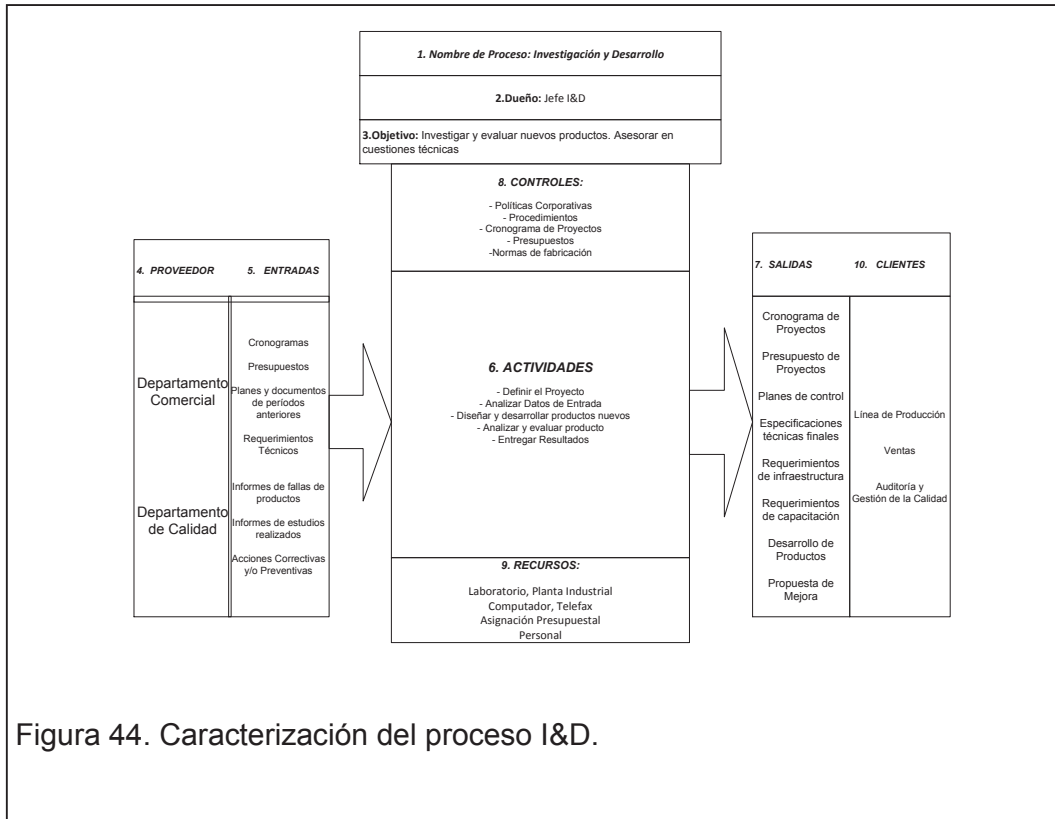 1. Nombre de Proceso: Investigación y Desarrollo
2.Dueño: Jefe I&D
3.Objetivo: Investigar y evaluar nuevos productos. Asesorar en
cuestiones técnicas
8. CONTROLES:
- Políticas Corporativas
- Procedimientos
- Cronograma de Proyectos
- Presupuestos
-Normas de fabricación
4. PROVEEDOR
5. ENTRADAS
Departamento
Comercial
Departamento
de Calidad
Cronogramas
Presupuestos
Planes y documentos
de períodos
anteriores
Requerimientos
Técnicos
Informes de fallas de
productos
Informes de estudios
realizados
Acciones Correctivas
y/o Preventivas
6. ACTIVIDADES
- Definir el Proyecto
- Analizar Datos de Entrada
- Diseñar y desarrollar productos nuevos
- Analizar y evaluar producto
- Entregar Resultados
9. RECURSOS:
Laboratorio, Planta Industrial
Computador, Telefax
Asignación Presupuestal
Personal
7. SALIDAS
10. CLIENTES
Cronograma de
Proyectos
Presupuesto de
Proyectos
Planes de control
Especificaciones
técnicas finales
Requerimientos
de infraestructura
Requerimientos
de capacitación
Desarrollo de
Productos
Propuesta de
Mejora
Línea de Producción
Ventas
Auditoría y
Gestión de la Calidad
Figura 44. Caracterización del proceso I&D.